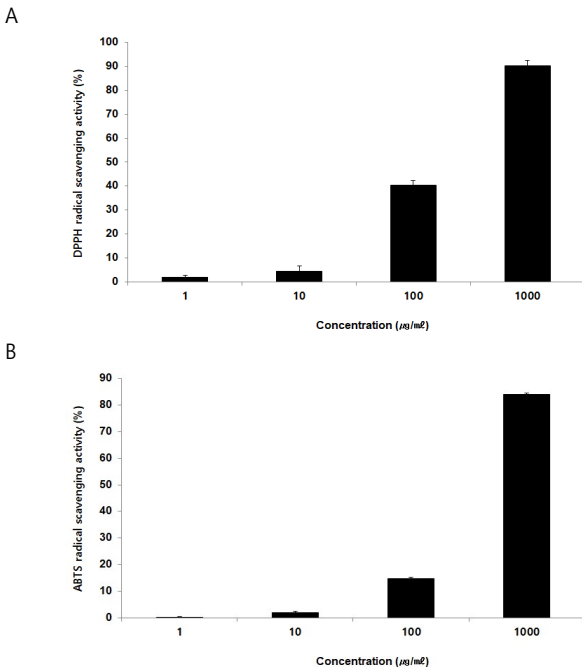 A
DPPH radical scavenging activity (%)
100
90
80
70
60
50
40
30
20
10
0
1 10 100 1000
Concentration (㎍/㎖)
B
ABTS radical scavenging activity (%)
90
80
70
60
50
40
30
20
10
0
1 10 100 1000
Concentration (㎍/㎖)